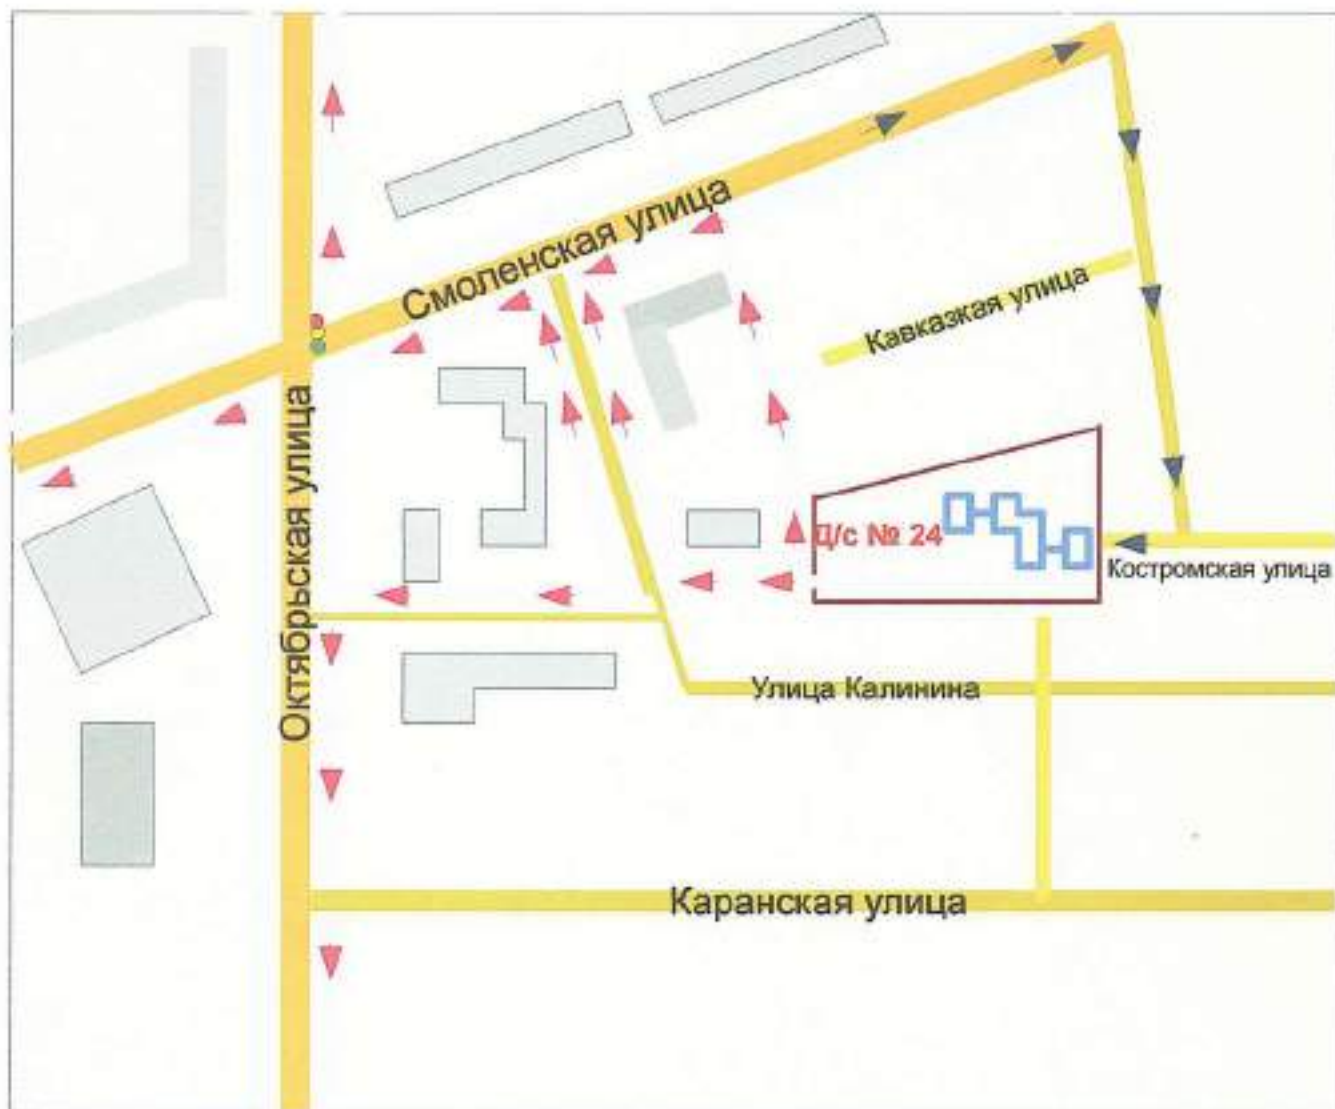 Смоленская улица
Кавказкая улица
Октябрьская улица
Д/с № 24
Костромская улица
Улица Калинина
Каранская улица